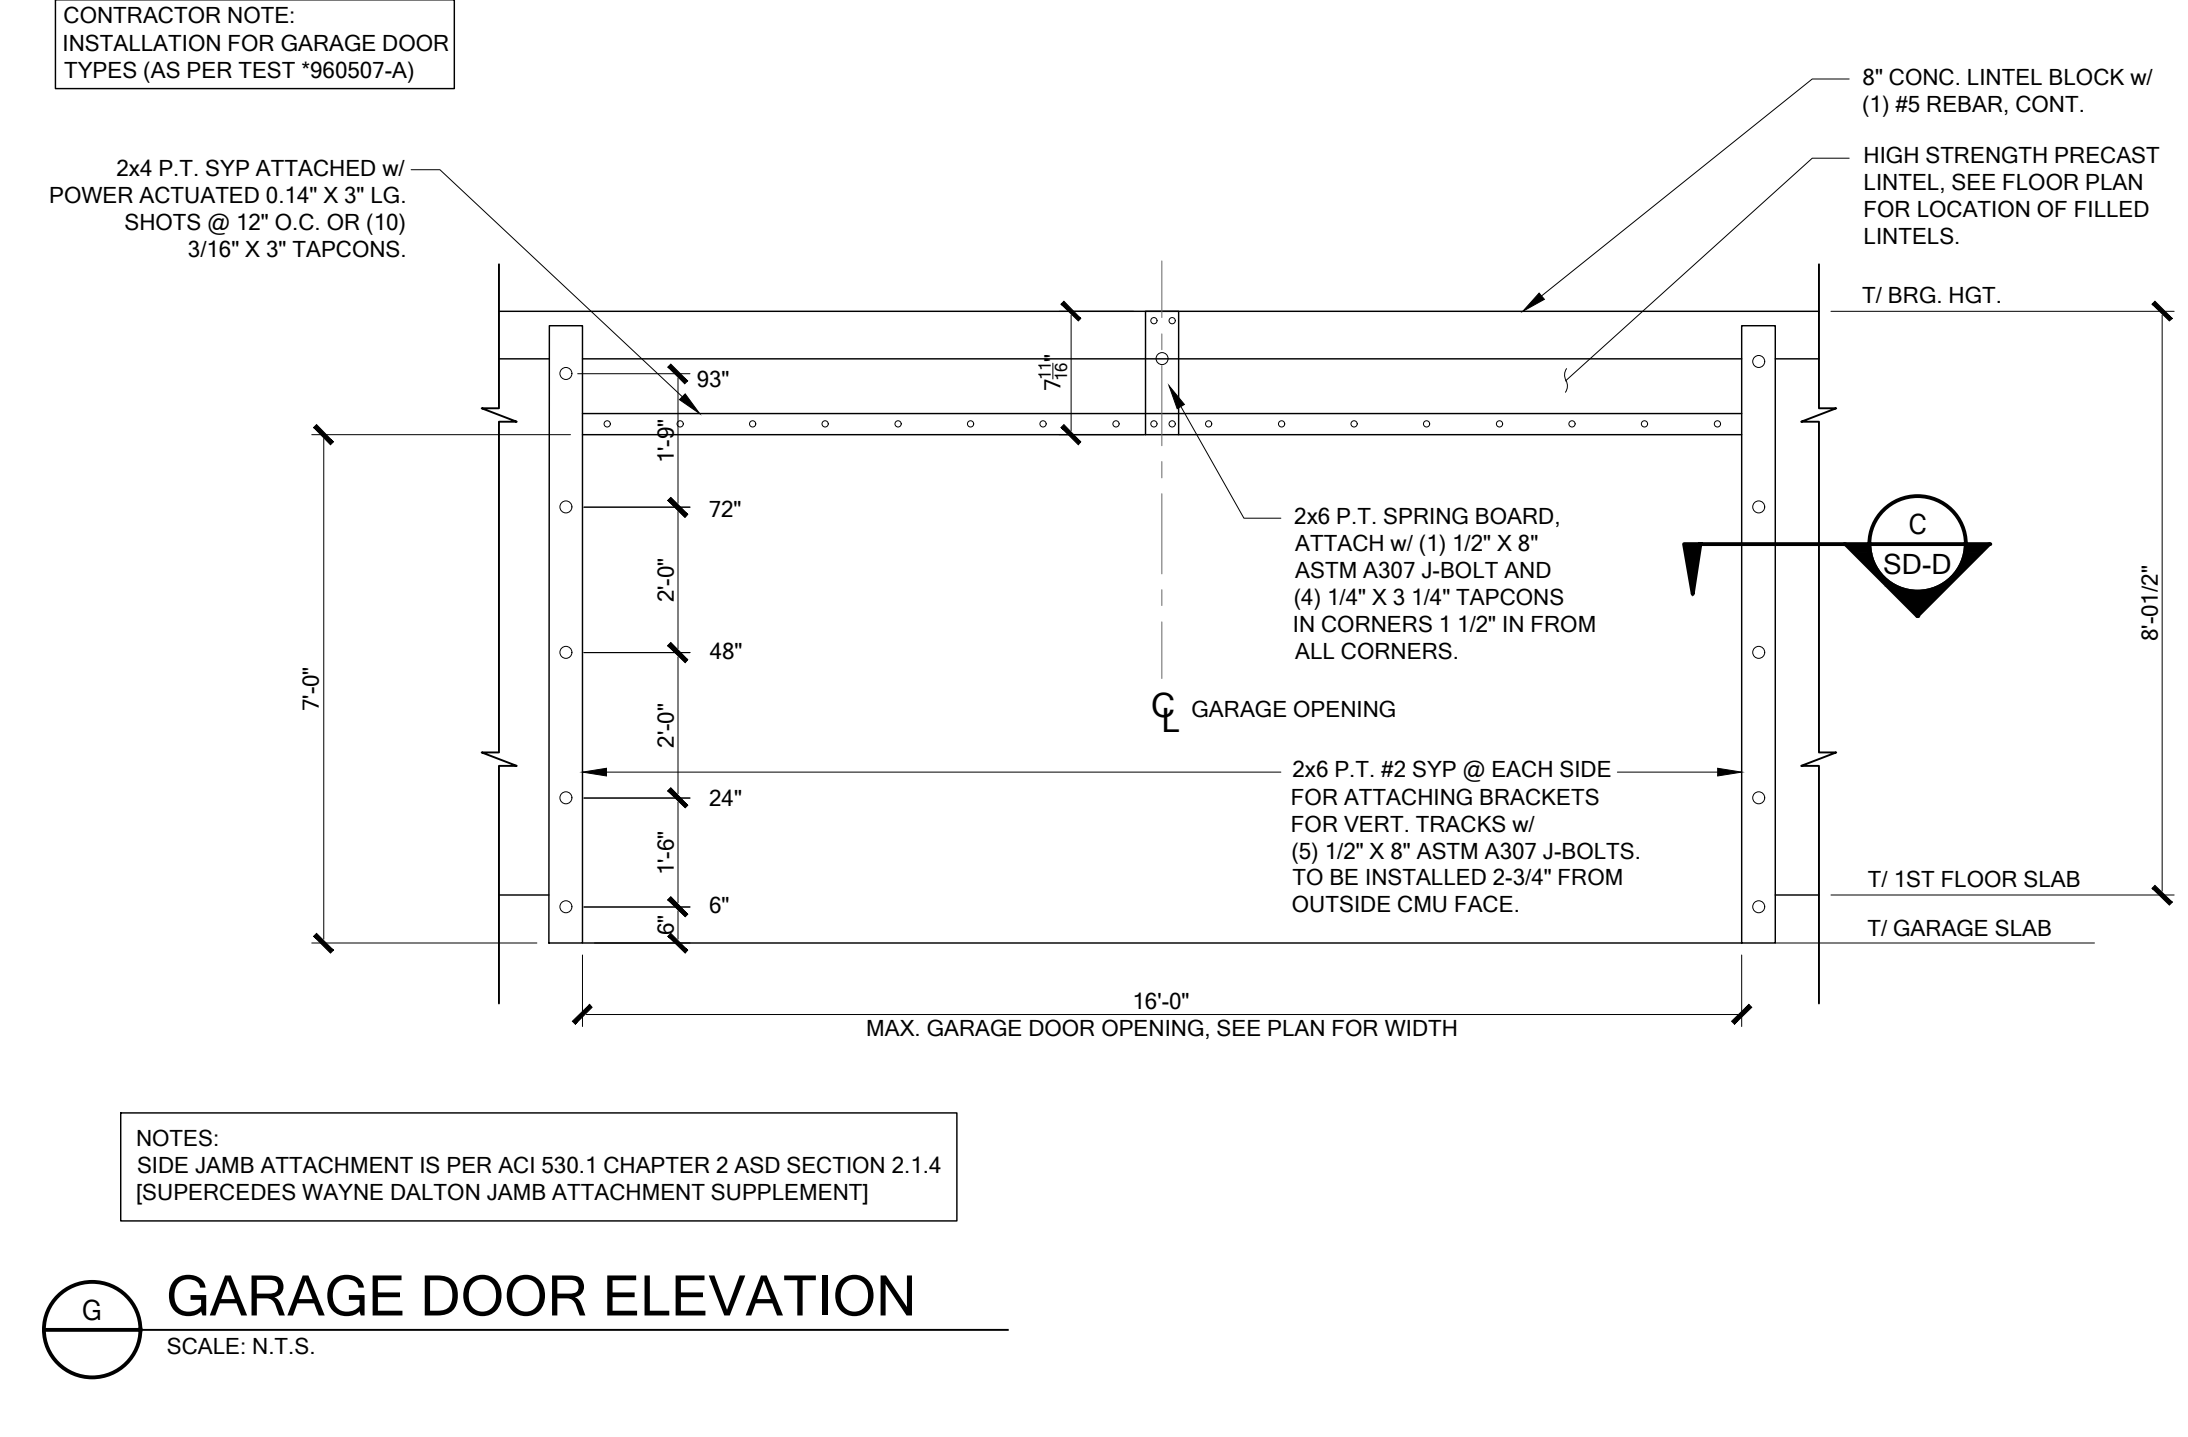 CONTRACTOR NOTE:
INSTALLATION FOR GARAGE DOOR
TYPES (AS PER TEST *960507-A)
2x4 P.T. SYP ATTACHED w/
POWER ACTUATED 0.14" X 3" LG.
SHOTS @ 12" O.C. OR (10)
3/16" X 3" TAPCONS.
8" CONC. LINTEL BLOCK w/
(1) #5 REBAR, CONT.
HIGH STRENGTH PRECAST
LINTEL, SEE FLOOR PLAN
FOR LOCATION OF FILLED
LINTELS.
T/ BRG. HGT.
93"
7 11/16"
1'-9"
72"
2'-0"
48"
2'-0"
24"
1'-6"
6"
6"
7'-0"
2x6 P.T. SPRING BOARD,
ATTACH w/ (1) 1/2" X 8"
ASTM A307 J-BOLT AND
(4) 1/4" X 3 1/4" TAPCONS
IN CORNERS 1 1/2" IN FROM
ALL CORNERS.
C
SD-D
8'-01/2"
CL GARAGE OPENING
2x6 P.T. #2 SYP @ EACH SIDE
FOR ATTACHING BRACKETS
FOR VERT. TRACKS w/
(5) 1/2" X 8" ASTM A307 J-BOLTS.
TO BE INSTALLED 2-3/4" FROM
OUTSIDE CMU FACE.
T/ 1ST FLOOR SLAB
T/ GARAGE SLAB
16'-0"
MAX. GARAGE DOOR OPENING, SEE PLAN FOR WIDTH
NOTES:
SIDE JAMB ATTACHMENT IS PER ACI 530.1 CHAPTER 2 ASD SECTION 2.1.4
[SUPERCEDES WAYNE DALTON JAMB ATTACHMENT SUPPLEMENT]
G
GARAGE DOOR ELEVATION
SCALE: N.T.S.